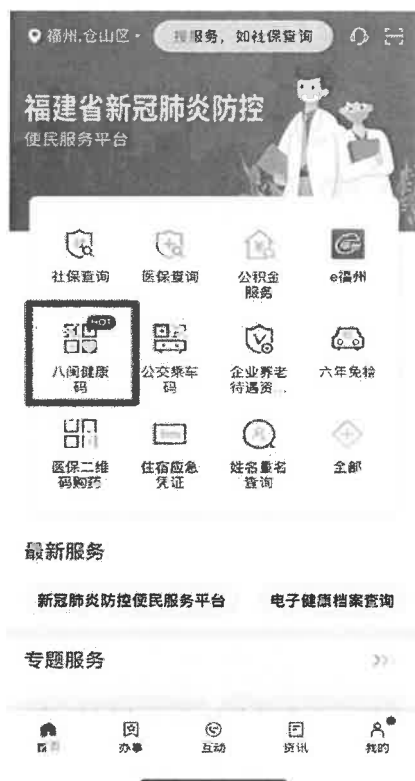 福州,仓山区
搜服务，如社保查询
福建省新冠肺炎防控
便民服务平台
社保查询
医保查询
公积金
服务
e福州
HOT
八闽健康
码
公交乘车
码
企业养老
待遇资...
六年免检
医保二维
码购药
住宿应急
凭证
姓名重名
查询
全部
最新服务
新冠肺炎防控便民服务平台
电子健康档案查询
专题服务
办事
互动
资讯
我的